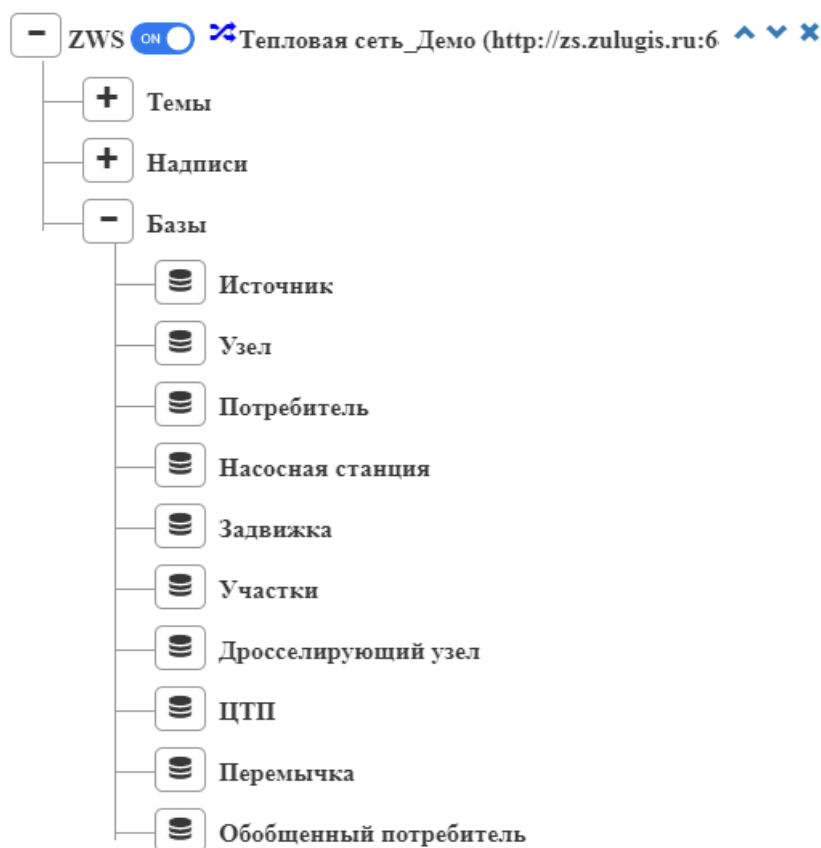 ZWS ON Тепловая сеть_Демо (http://zs.zulugis.ru:6
Темы
Надписи
Базы
Источник
Узел
Потребитель
Насосная станция
Задвижка
Участки
Дросселирующий узел
ЦТП
Перемычка
Обобщенный потребитель